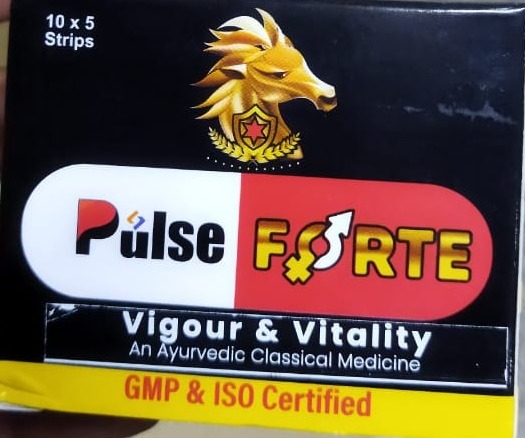 10 x 5
Strips
Pulse FORTE
Vigour & Vitality
An Ayurvedic Classical Medicine
GMP & ISO Certified